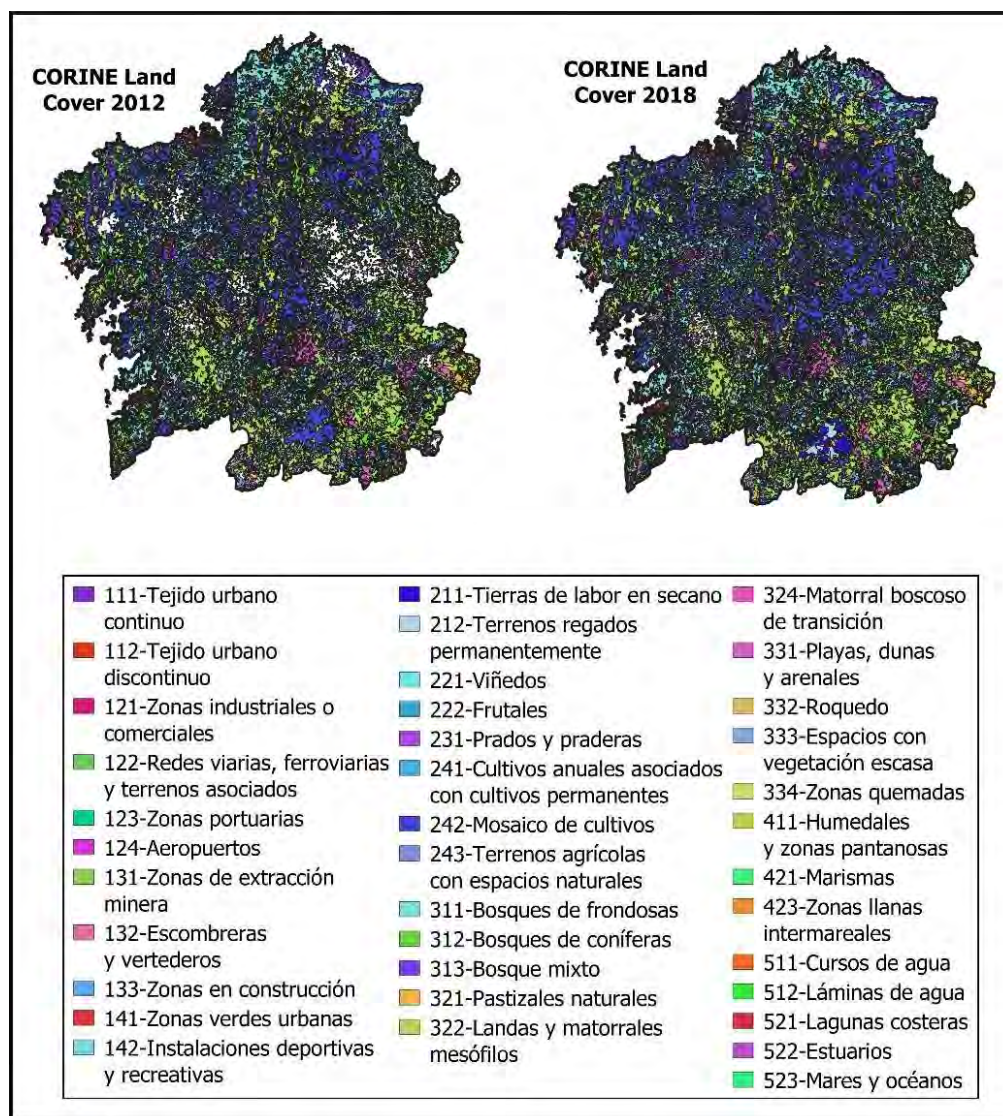 CORINE Land
Cover 2012
CORINE Land
Cover 2018
111-Tejido urbano
continuo
112-Tejido urbano
discontinuo
121-Zonas industriales o
comerciales
122-Redes viarias, ferroviarias
y terrenos asociados
123-Zonas portuarias
124-Aeropuertos
131-Zonas de extracción
minera
132-Escombreras
y vertederos
133-Zonas en construcción
141-Zonas verdes urbanas
142-Instalaciones deportivas
y recreativas
211-Tierras de labor en secano
212-Terrenos regados
permanentemente
221-Viñedos
222-Frutales
231-Prados y praderas
241-Cultivos anuales asociados
con cultivos permanentes
242-Mosaico de cultivos
243-Terrenos agrícolas
con espacios naturales
311-Bosques de frondosas
312-Bosques de coníferas
313-Bosque mixto
321-Pastizales naturales
322-Landas y matorrales
mesófilos
324-Matorral boscoso
de transición
331-Playas, dunas
y arenales
332-Roquedo
333-Espacios con
vegetación escasa
334-Zonas quemadas
411-Humedales
y zonas pantanosas
421-Marismas
423-Zonas llanas
intermareales
511-Cursos de agua
512-Láminas de agua
521-Lagunas costeras
522-Estuarios
523-Mares y océanos